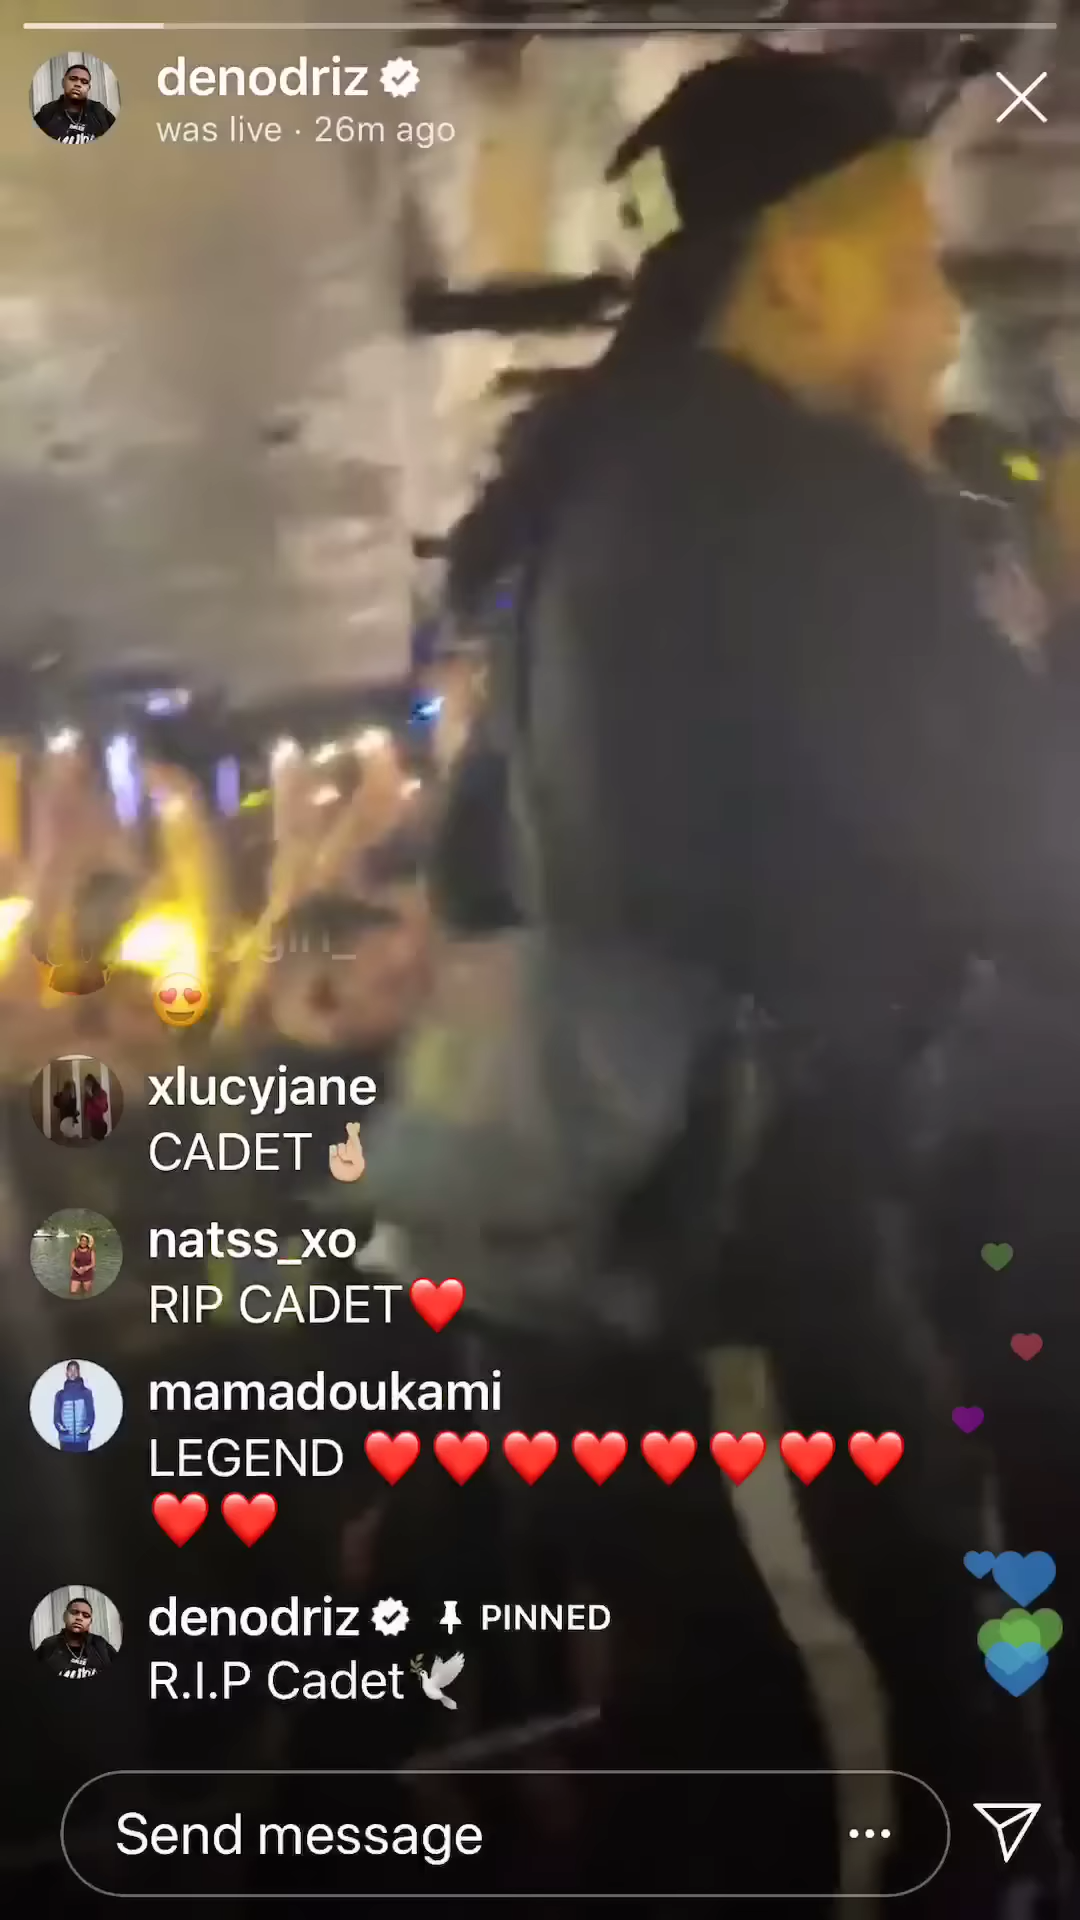 denodriz
was live · 26m ago
😍
xlucyjane
CADET 🤞🏼
natss_xo
RIP CADET❤️
mamadoukami
LEGEND ❤️❤️❤️❤️❤️❤️❤️❤️
❤️❤️
denodriz PINNED
R.I.P Cadet🕊️
Send message